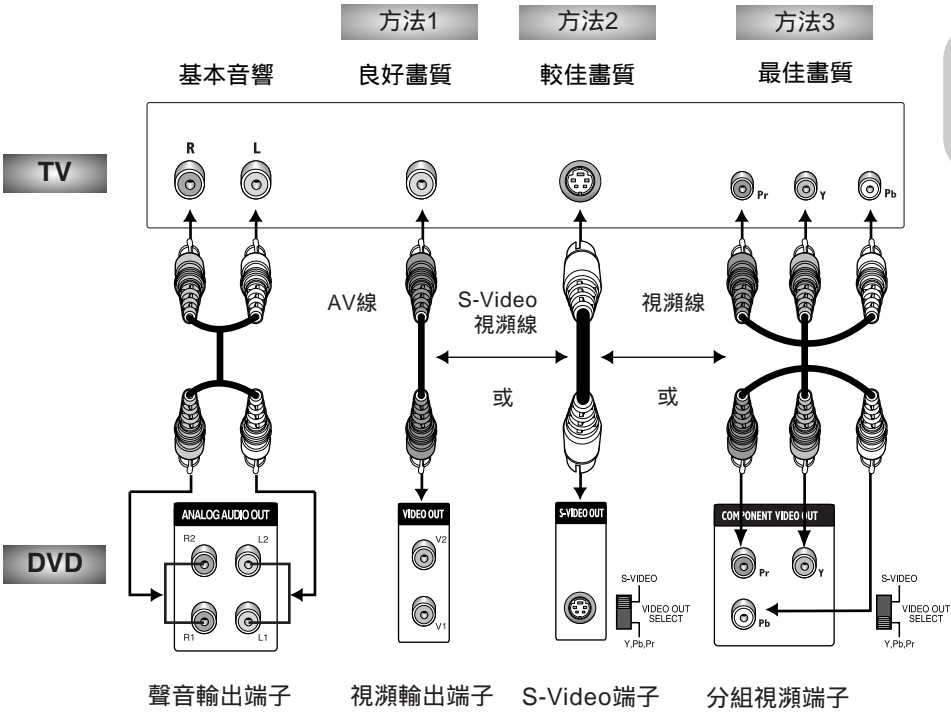 方法1 方法2 方法3
基本音響 良好畫質 較佳畫質 最佳畫質
TV
R L
Pr Y Pb
AV線 S-Video 視瀕線
視瀕線
或 或
ANALOG AUDIO OUT VIDEO OUT S-VIDEO OUT COMPONENT VIDEO OUT
DVD
R2 L2 V2
Pr Y
S-VIDEO S-VIDEO
VIDEO OUT VIDEO OUT
SELECT SELECT
Pb
R1 L1 V1
Y,Pb,Pr Y,Pb,Pr
聲音輸出端子 視瀕輸出端子 S-Video端子 分組視瀕端子